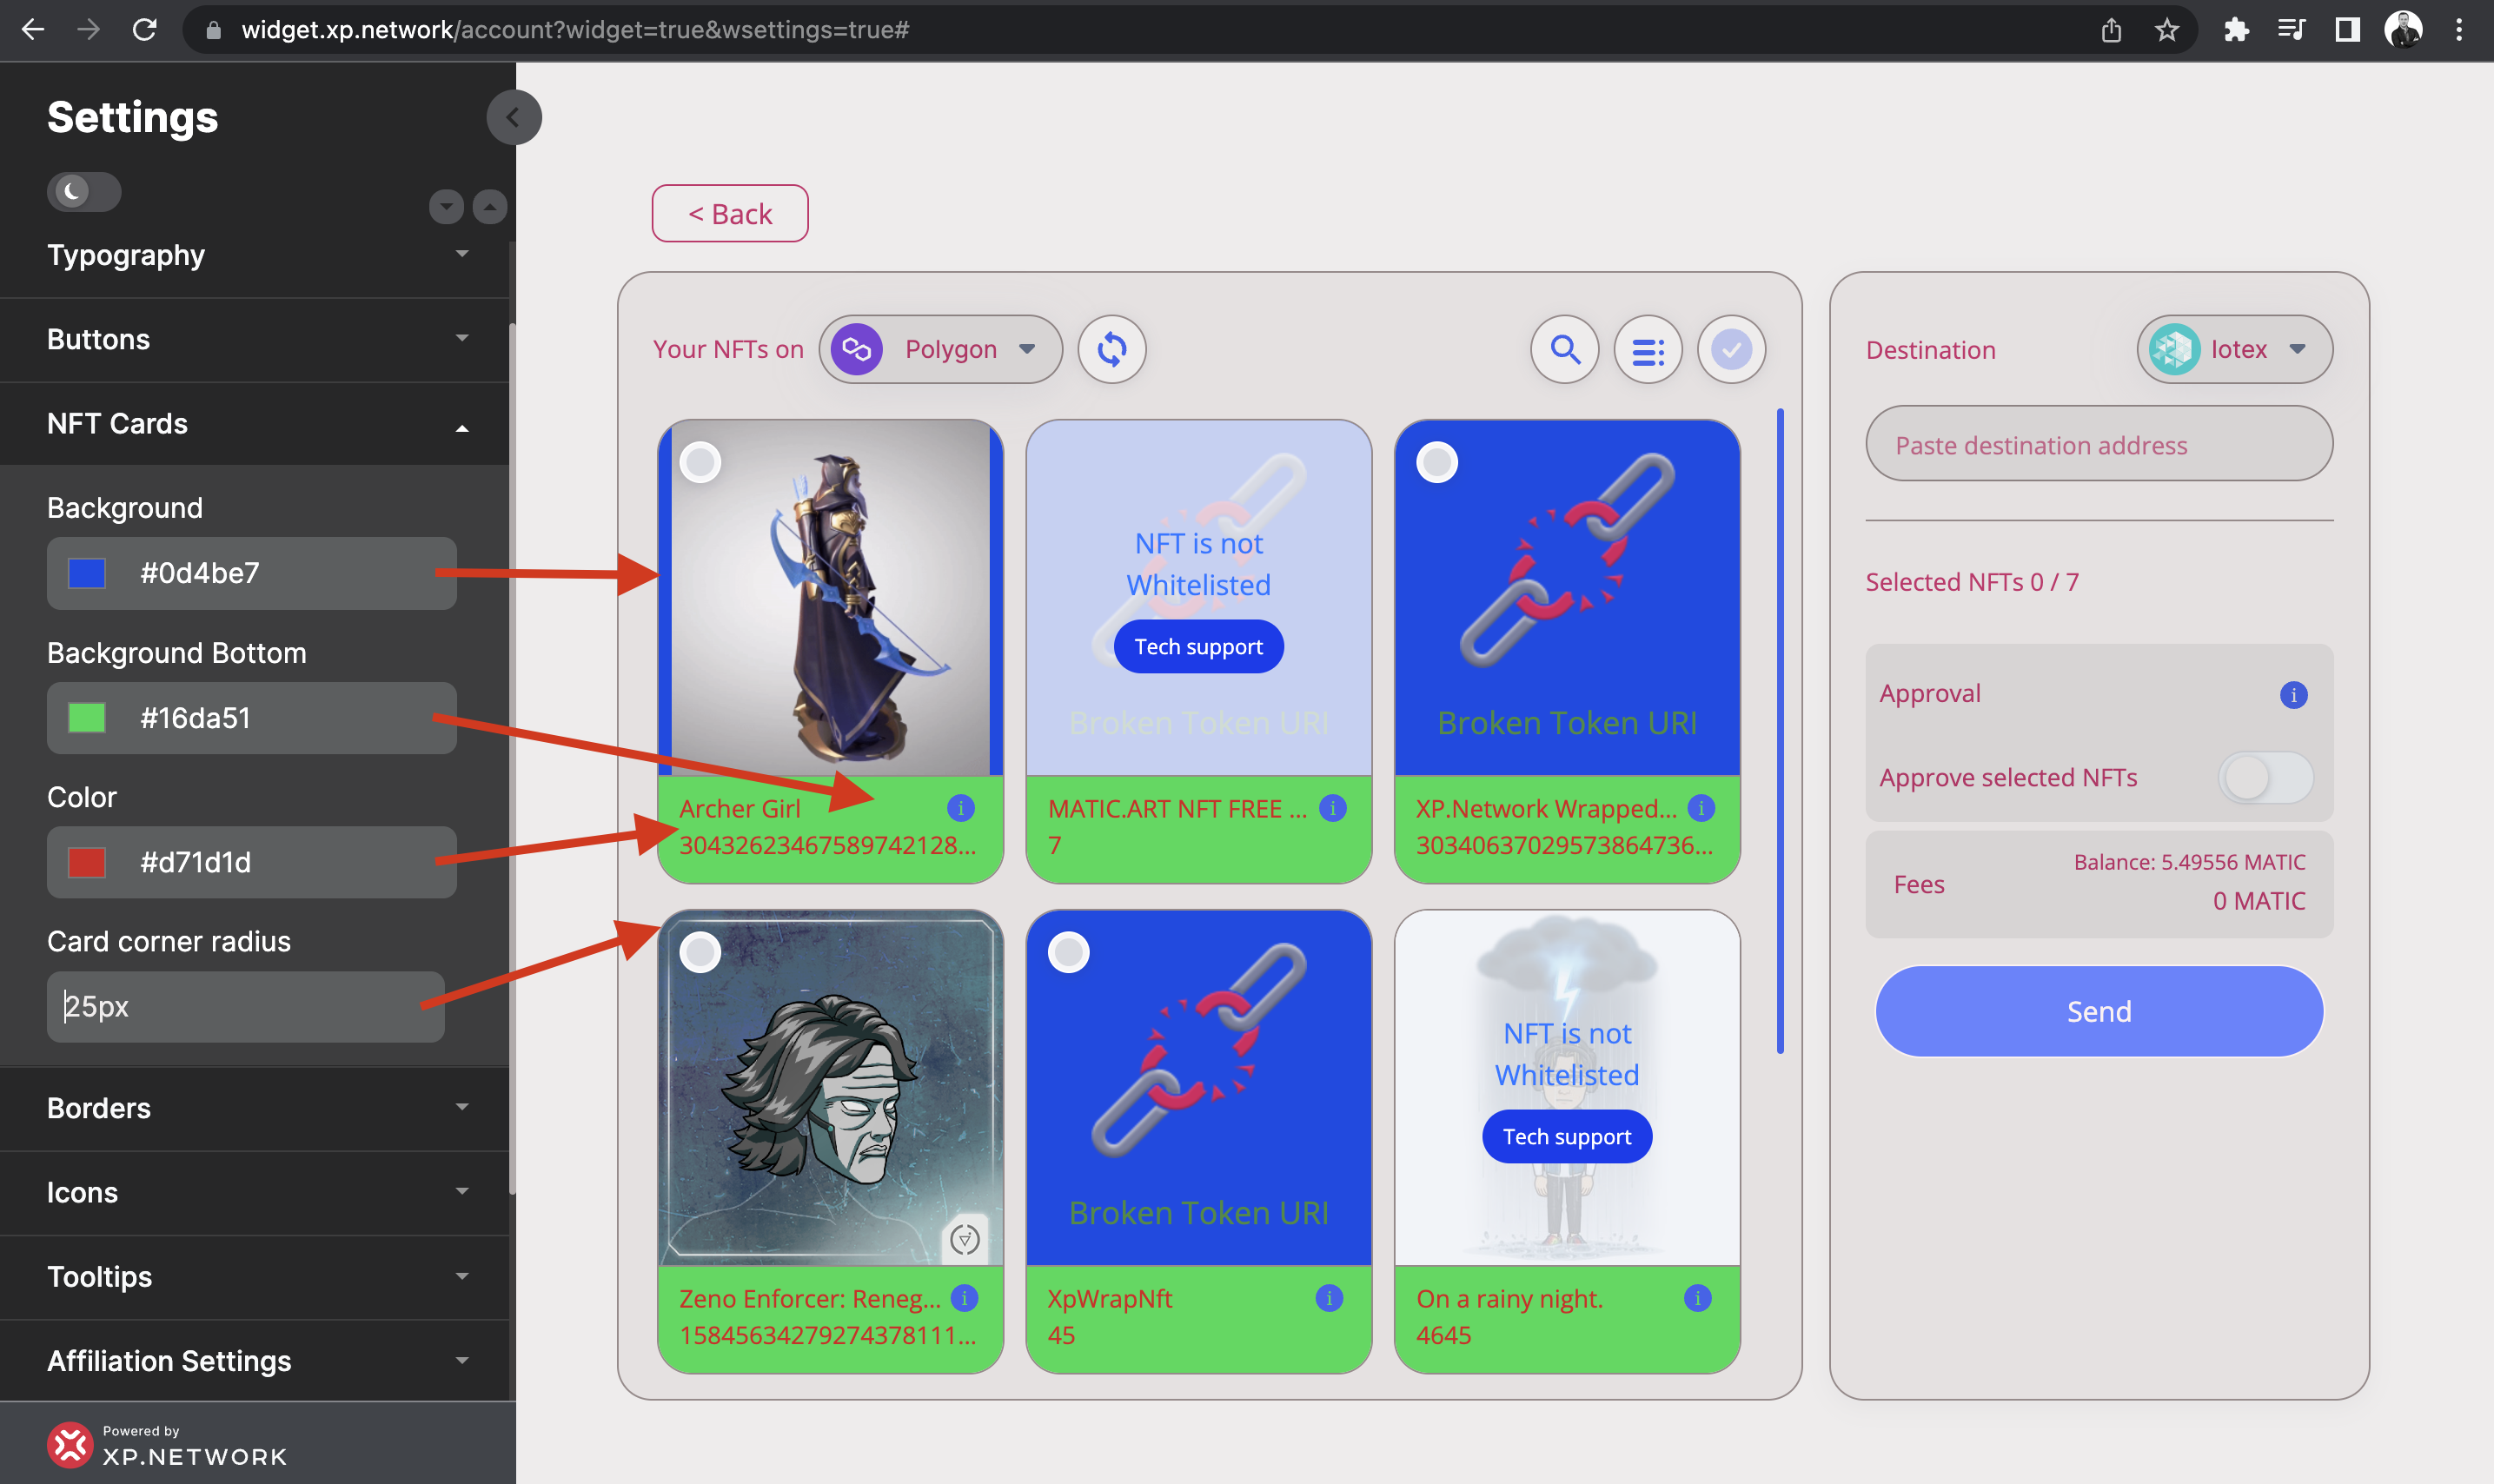 widget.xp.network/account?widget=true&wsettings=true#
Settings
Typography
Buttons
NFT Cards
Background
#0d4be7
Background Bottom
#16da51
Color
#d71d1d
Card corner radius
25px
Borders
Icons
Tooltips
Affiliation Settings
Powered by
XP.NETWORK
< Back
Your NFTs on
Polygon
NFT is not
Whitelisted
Tech support
Broken Token URI
Broken Token URI
Archer Girl
30432623467589742128...
MATIC.ART NFT FREE ...
7
XP.Network Wrapped...
30340637029573864736...
NFT is not
Whitelisted
Tech support
Broken Token URI
Zeno Enforcer: Reneg...
15845634279274378111...
XpWrapNft
45
On a rainy night.
4645
Destination
Iotex
Paste destination address
Selected NFTs 0 / 7
Approval
Approve selected NFTs
Fees
Balance: 5.49556 MATIC
0 MATIC
Send